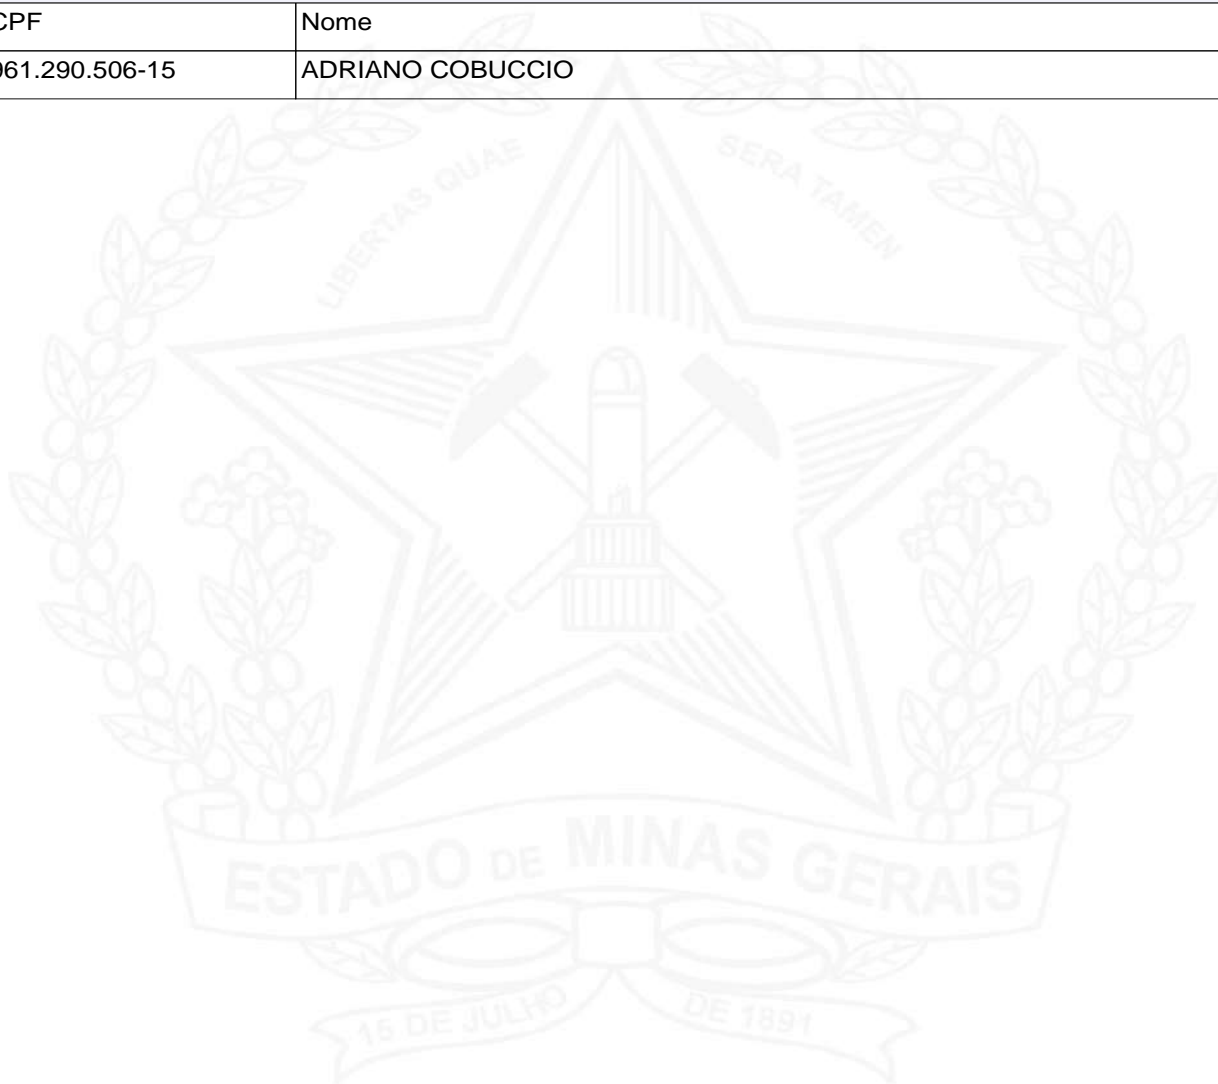 CPF Nome
961.290.506-15 ADRIANO COBUCCIO
LIBERTAS QUAE SERA TAMEN
ESTADO DE MINAS GERAIS
15 DE JULHO DE 1891